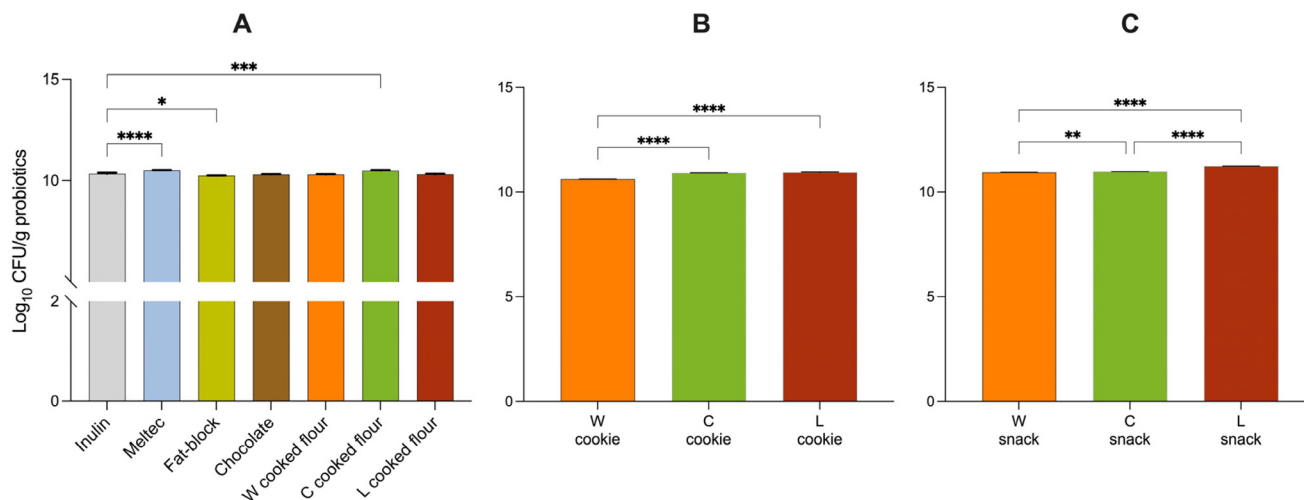 A
B
C
Log10 CFU/g probiotics
15
10
2
0
***
*
****
Inulin
Meltec
Fat-block
Chocolate
W cooked flour
C cooked flour
L cooked flour
15
10
5
0
****
****
W
cookie
C
cookie
L
cookie
15
10
5
0
****
**
****
W
snack
C
snack
L
snack